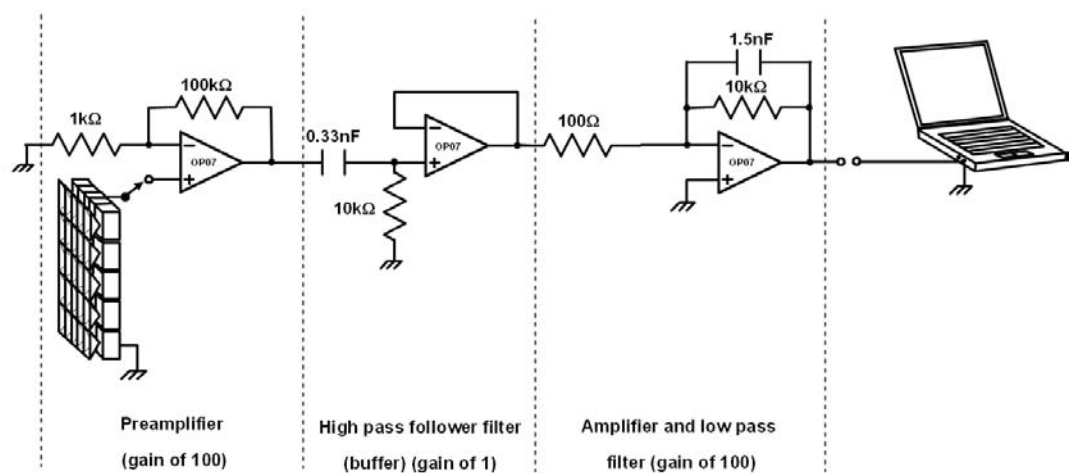 1kΩ
100kΩ
−
OP07
+
0.33nF
10kΩ
−
OP07
+
100Ω
1.5nF
10kΩ
−
OP07
+
Preamplifier
(gain of 100)
High pass follower filter
(buffer) (gain of 1)
Amplifier and low pass
filter (gain of 100)